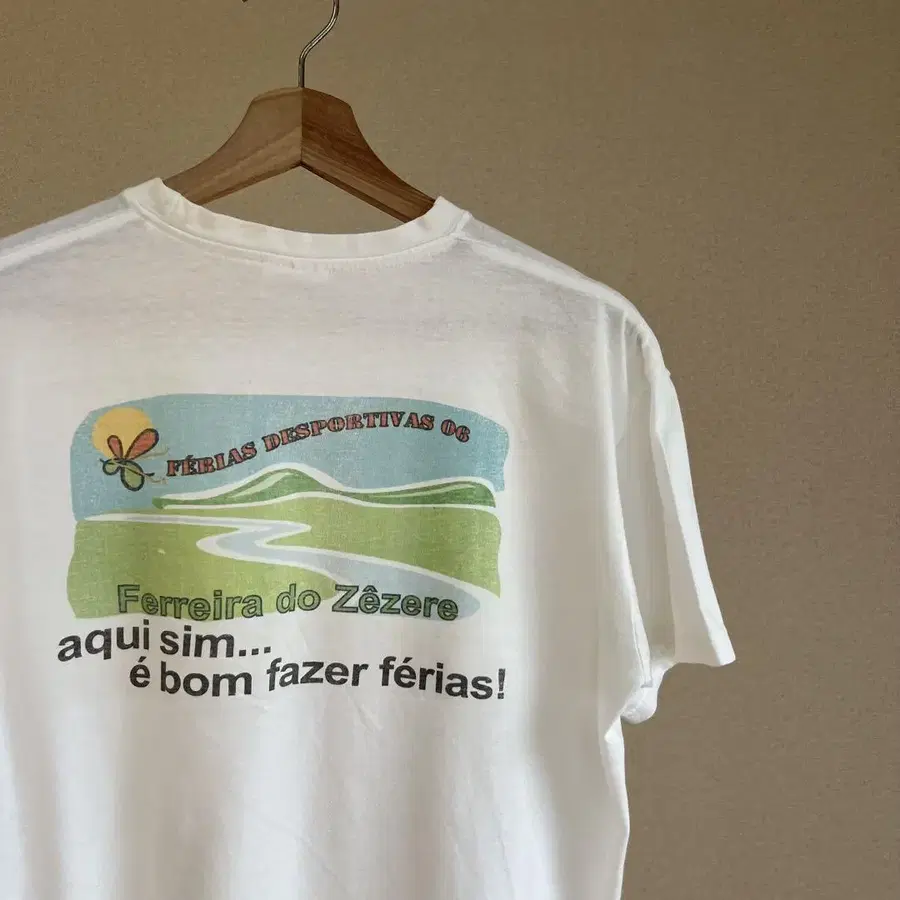 FÉRIAS DESPORTIVAS 06
Ferreira do Zêzere
aqui sim...
é bom fazer férias!